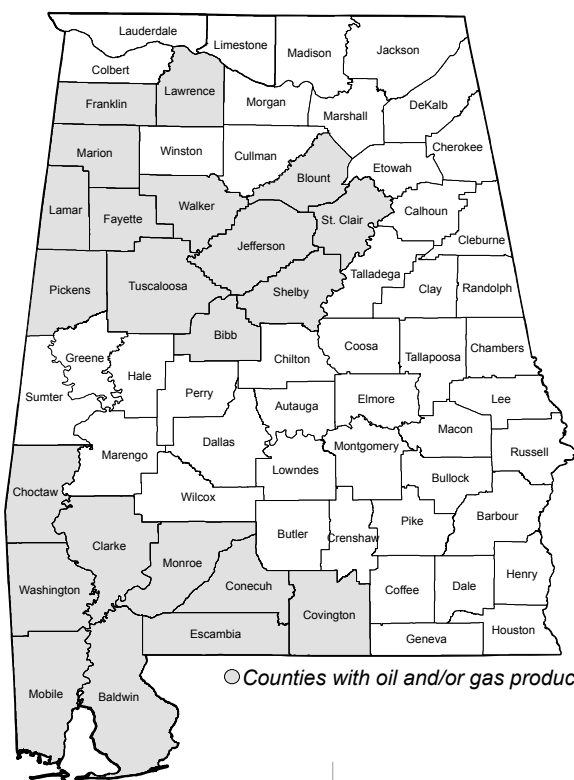 Lauderdale
Limestone
Madison
Jackson
Colbert
Lawrence
Franklin
Morgan
Marshall
DeKalb
Marion
Winston
Cullman
Cherokee
Etowah
Blount
Lamar
Fayette
Walker
St. Clair
Calhoun
Jefferson
Cleburne
Talladega
Pickens
Tuscaloosa
Shelby
Clay
Randolph
Bibb
Greene
Hale
Chilton
Coosa
Tallapoosa
Chambers
Sumter
Perry
Autauga
Elmore
Lee
Macon
Marengo
Dallas
Montgomery
Russell
Lowndes
Choctaw
Bullock
Wilcox
Clarke
Butler
Crenshaw
Pike
Barbour
Monroe
Washington
Conecuh
Covington
Coffee
Dale
Henry
Escambia
Geneva
Houston
Mobile
Baldwin
Counties with oil and/or gas produc